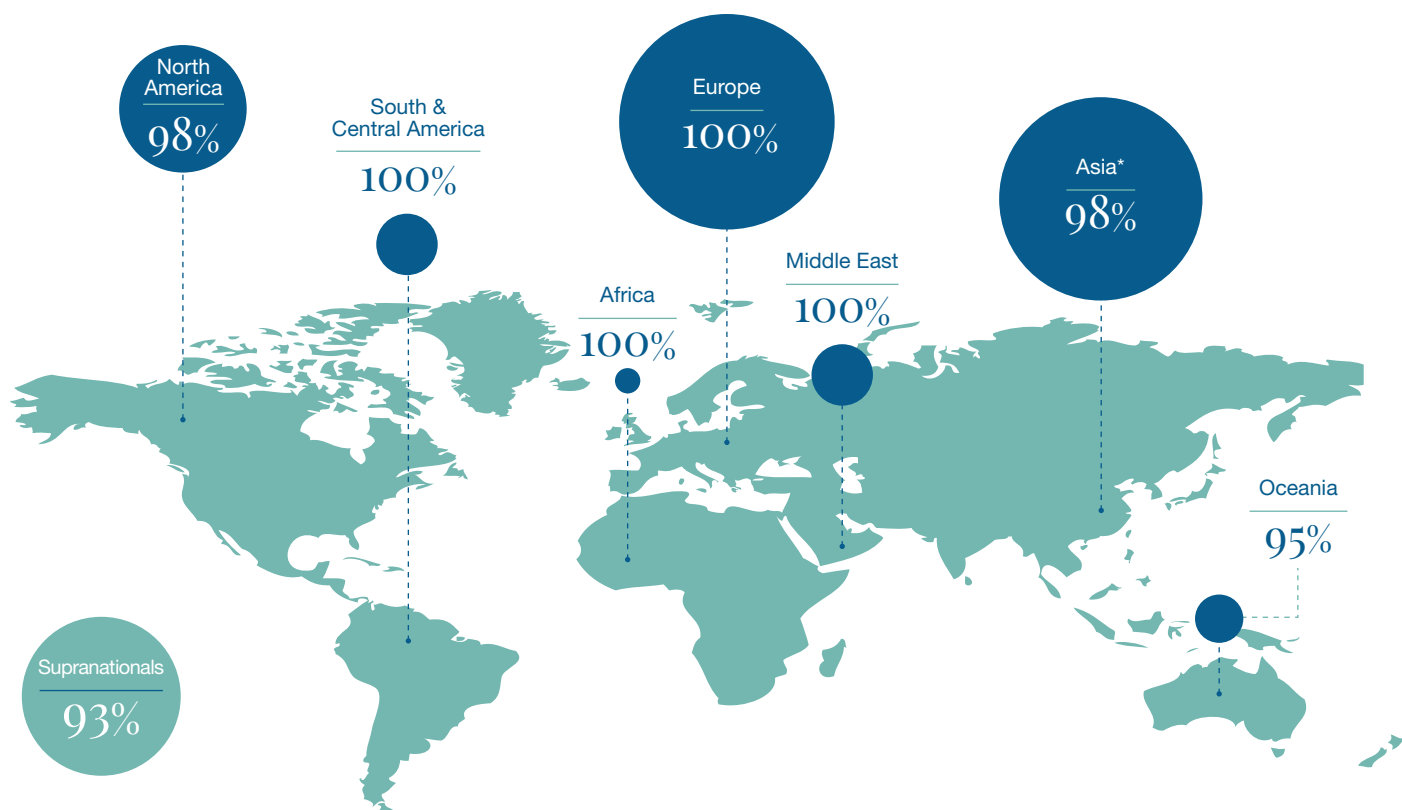 North
America
98%
South &
Central America
100%
Europe
100%
Asia*
98%
Middle East
100%
Africa
100%
Oceania
95%
Supranationals
93%